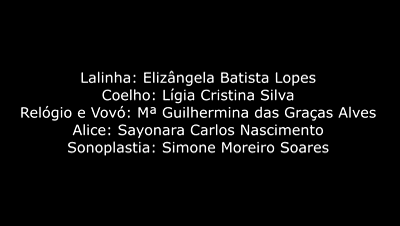 Lalinha: Elizângela Batista Lopes
Coelho: Lígia Cristina Silva
Relógio e Vovó: Mª Guilhermina das Graças Alves
Alice: Sayonara Carlos Nascimento
Sonoplastia: Simone Moreiro Soares